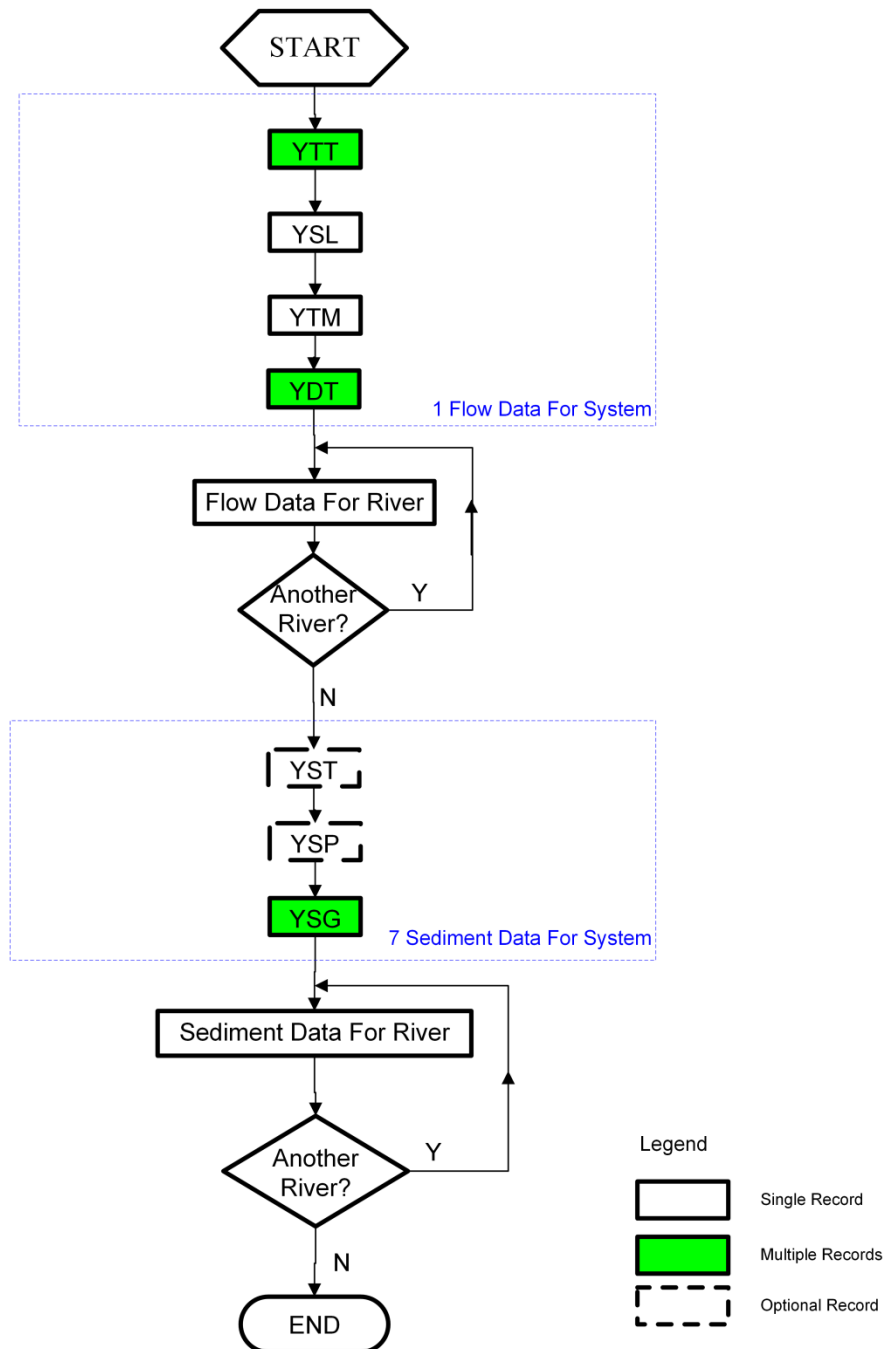 START
YTT
YSL
YTM
YDT
1 Flow Data For System
Flow Data For River
Another
River?
Y
N
YST
YSP
YSG
7 Sediment Data For System
Sediment Data For River
Another
River?
Y
N
END
Legend
Single Record
Multiple Records
Optional Record